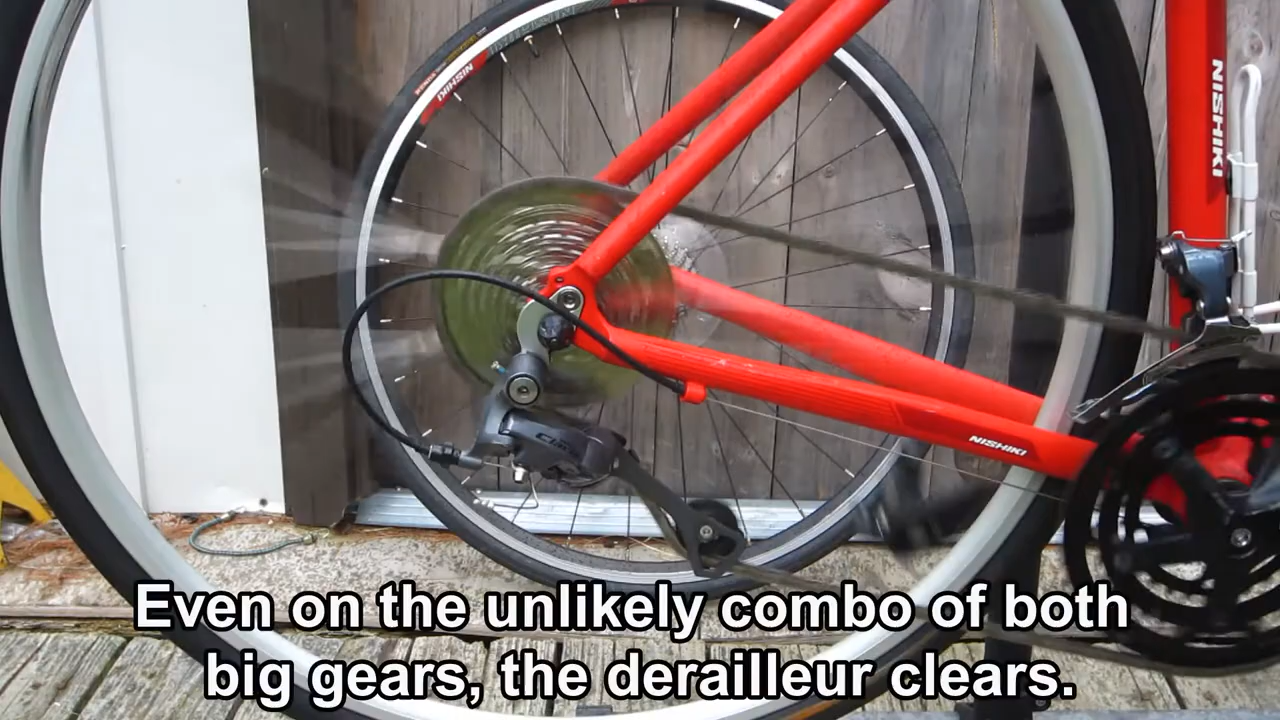 NISHIKI
NISHIKI
NISHIKI
Even on the unlikely combo of both
big gears, the derailleur clears.